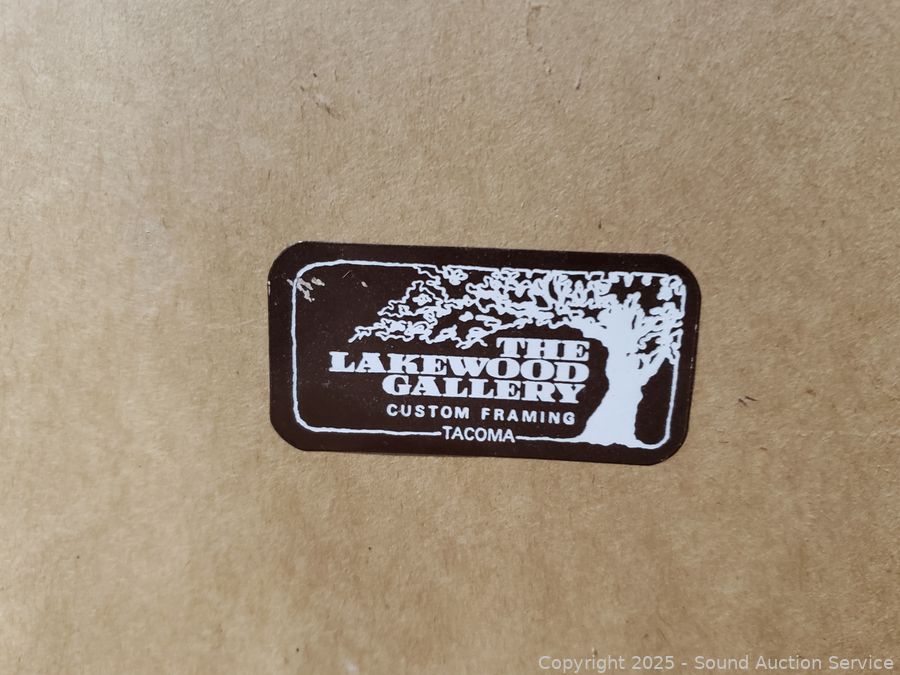 THE
LAKEWOOD
GALLERY
CUSTOM FRAMING
TACOMA
Copyright 2025 - Sound Auction Service